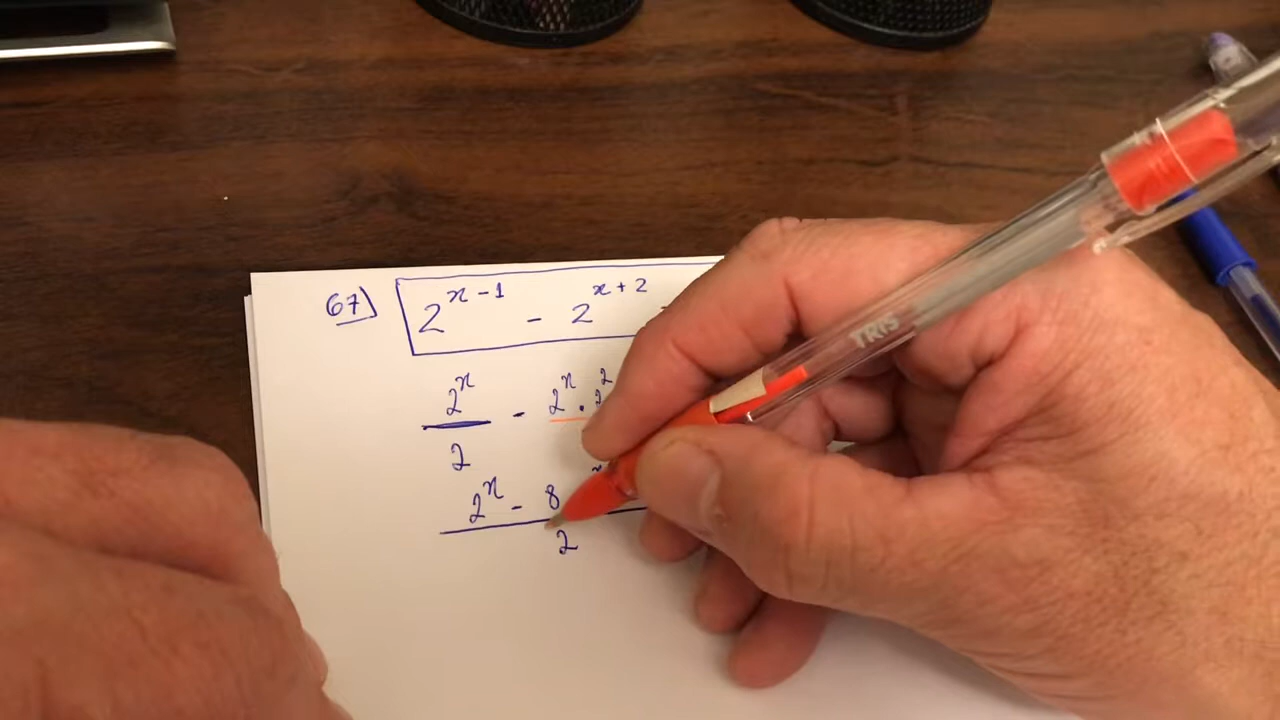 67) 2^(x-1) - 2^(x+2)
2^x/2 - 2^x . 2^2
(2^x - 8)/2
TRIS